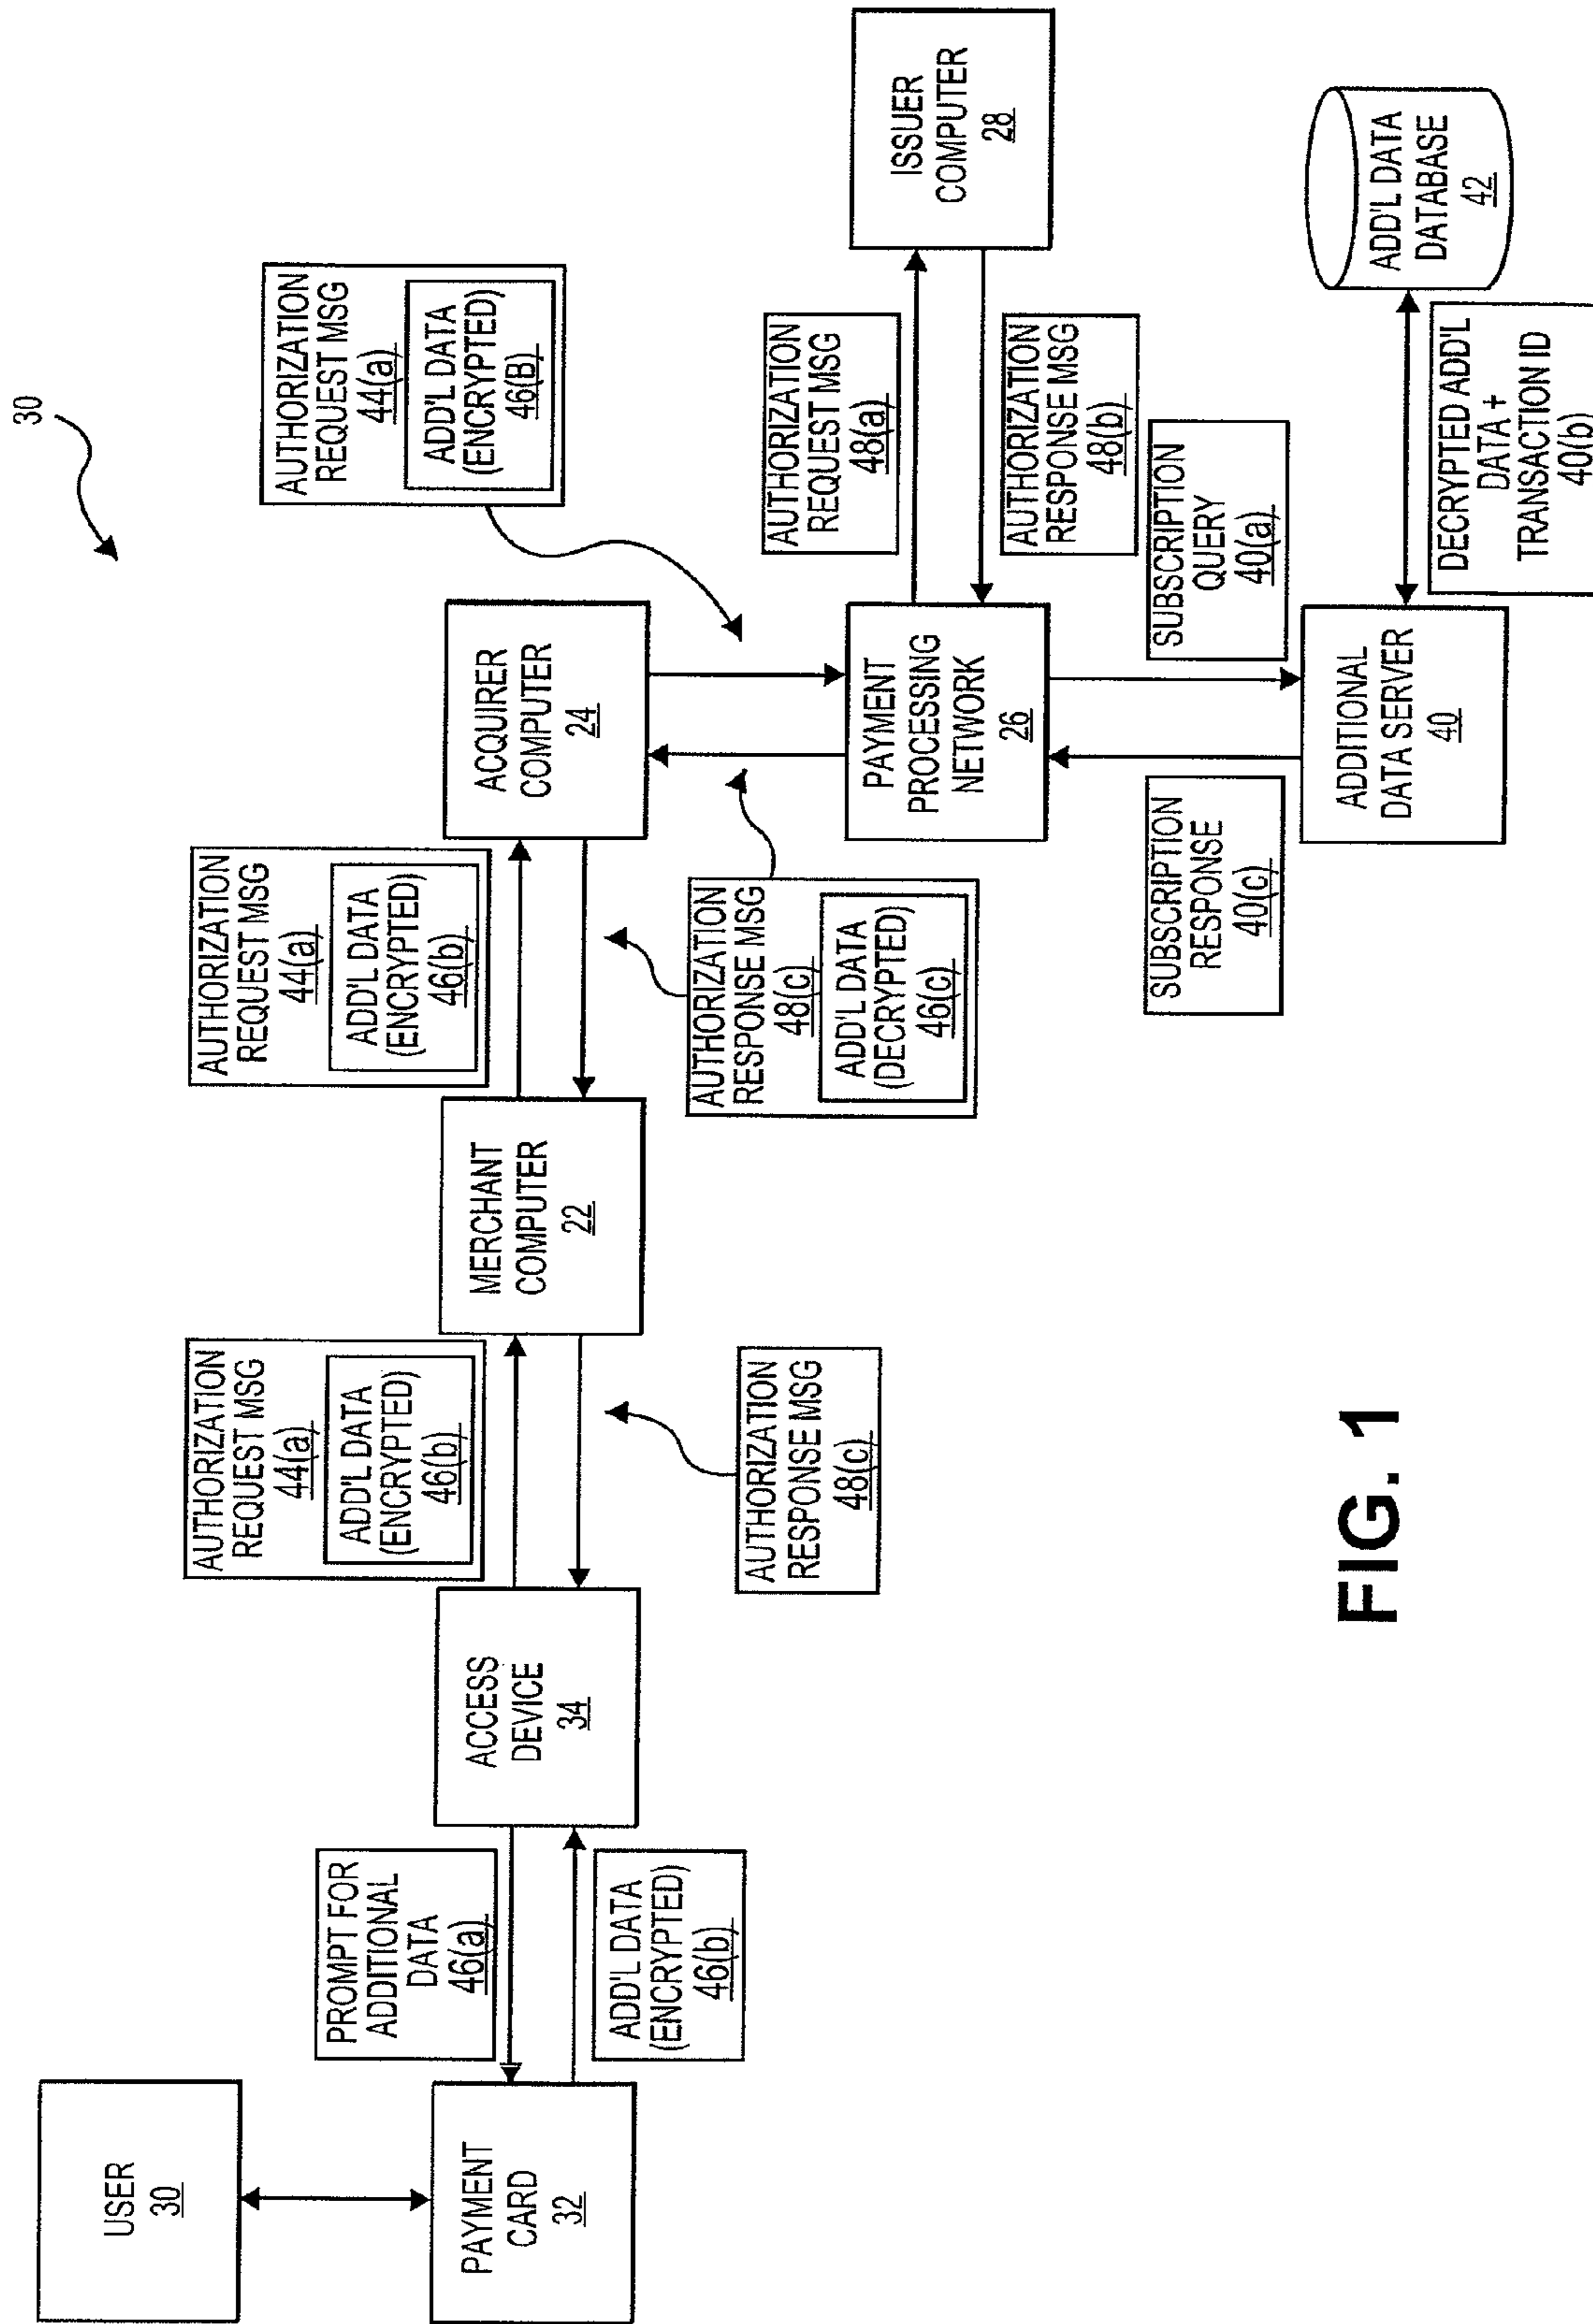 30
USER
30
PAYMENT
CARD
32
PROMPT FOR
ADDITIONAL
DATA
46(a)
ADD'L DATA
(ENCRYPTED)
46(b)
ACCESS
DEVICE
34
AUTHORIZATION
REQUEST MSG
44(a)
ADD'L DATA
(ENCRYPTED)
46(b)
AUTHORIZATION
RESPONSE MSG
48(c)
MERCHANT
COMPUTER
22
AUTHORIZATION
REQUEST MSG
44(a)
ADD'L DATA
(ENCRYPTED)
46(b)
AUTHORIZATION
RESPONSE MSG
48(c)
ADD'L DATA
(DECRYPTED)
46(c)
ACQUIRER
COMPUTER
24
AUTHORIZATION
REQUEST MSG
44(a)
ADD'L DATA
(ENCRYPTED)
46(B)
PAYMENT
PROCESSING
NETWORK
26
AUTHORIZATION
REQUEST MSG
48(a)
AUTHORIZATION
RESPONSE MSG
48(b)
ISSUER
COMPUTER
28
SUBSCRIPTION
QUERY
40(a)
SUBSCRIPTION
RESPONSE
40(c)
ADDITIONAL
DATA SERVER
40
DECRYPTED ADD'L
DATA +
TRANSACTION ID
40(b)
ADD'L DATA
DATABASE
42
FIG. 1